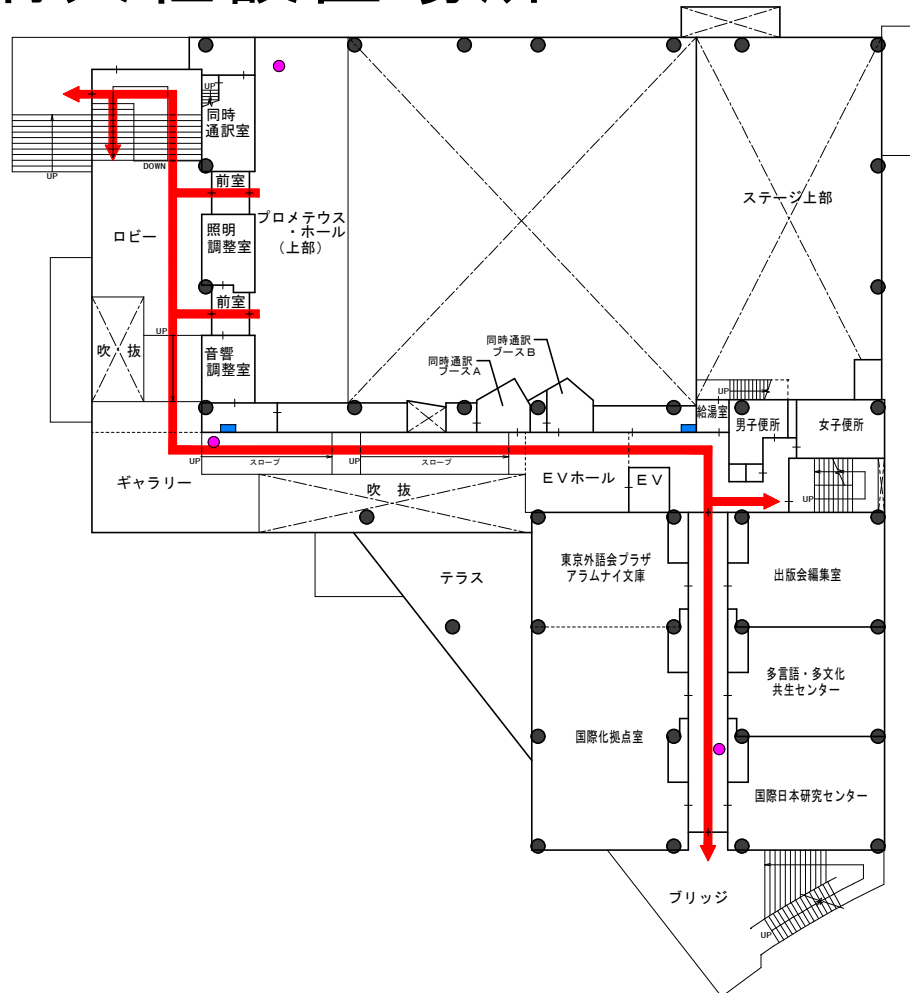 UP
同時
通訳室
DOWN
UP
前室
ロビー
照明
調整室
プロメテウス
・ホール
(上部)
ステージ上部
前室
UP
吹 抜
音響
調整室
同時通訳
ブースA
同時通訳
ブースB
UP
給湯室
男子便所
女子便所
UP
スロープ
UP
スロープ
ギャラリー
吹 抜
EVホール
EV
UP
テラス
東京外語会プラザ
アラムナイ文庫
出版会編集室
多言語・多文化
共生センター
国際化拠点室
国際日本研究センター
ブリッジ
UP